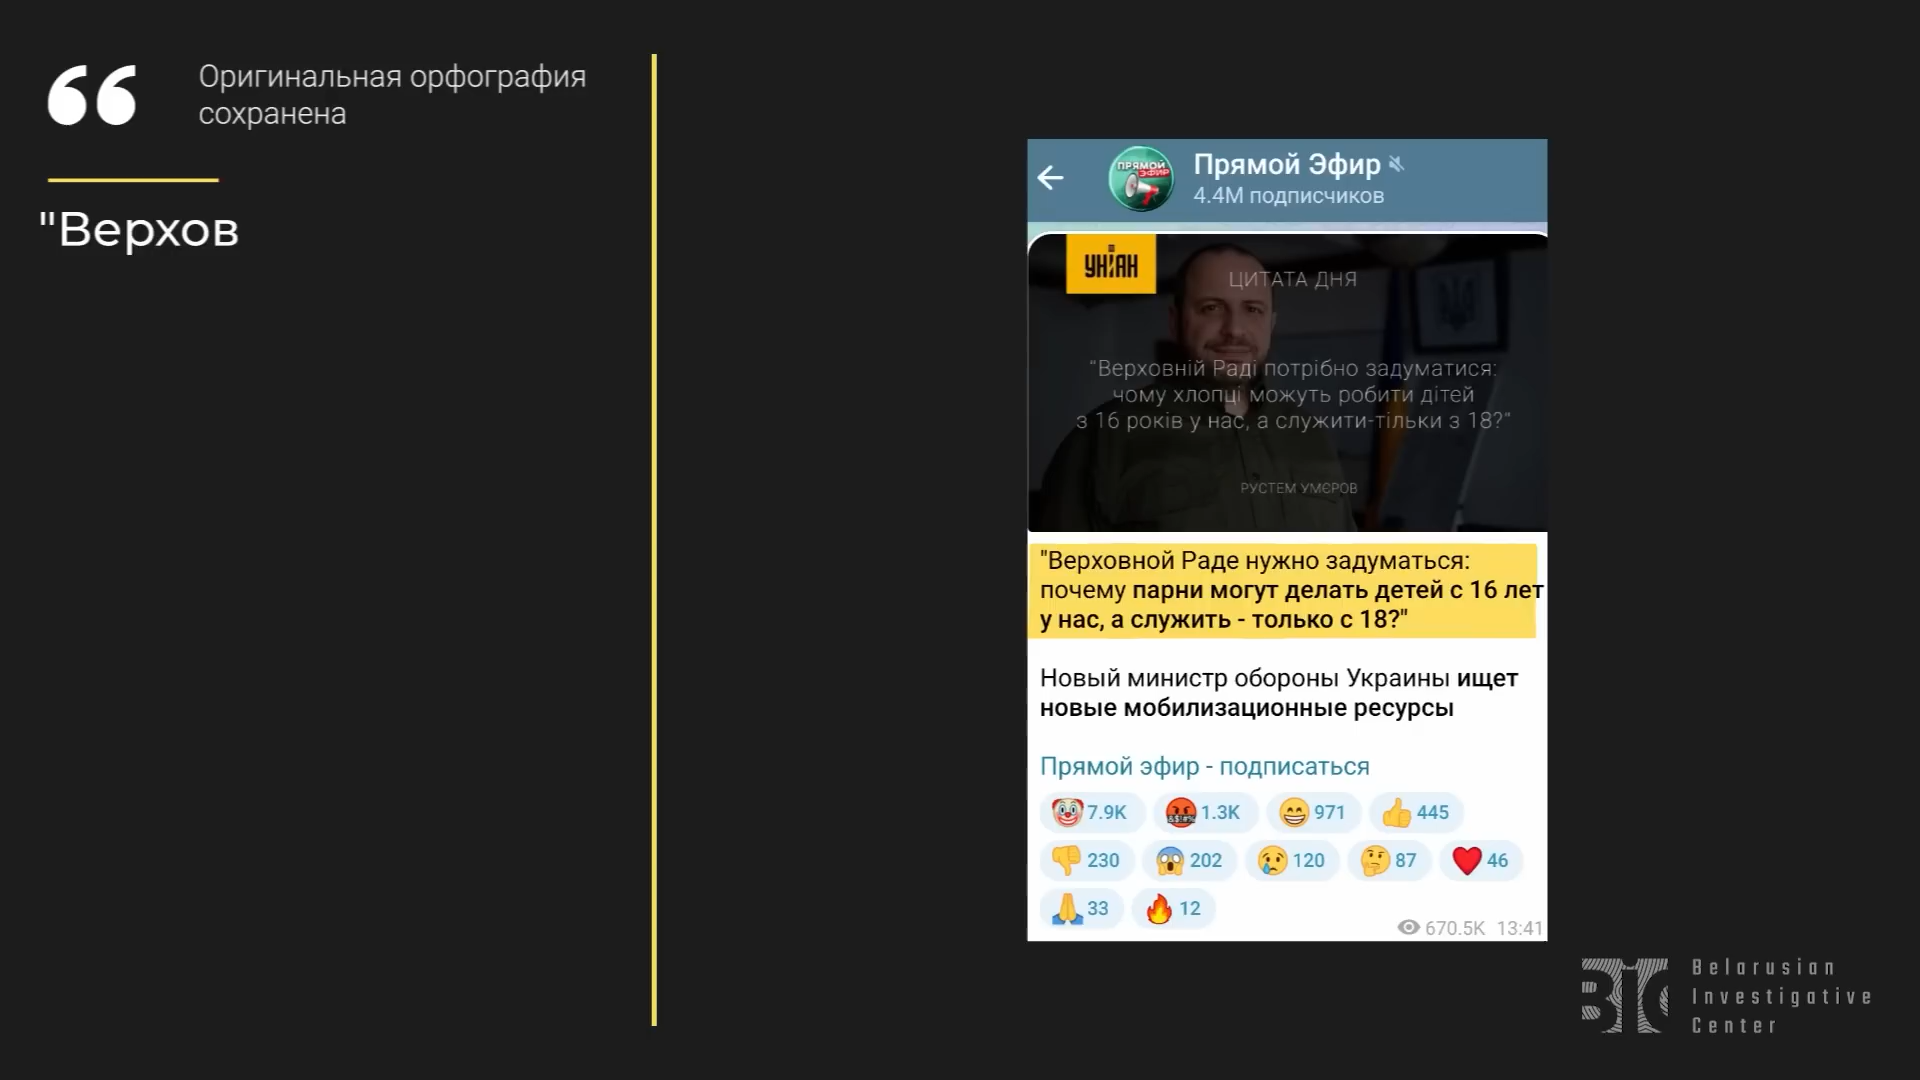 Оригинальная орфография
сохранена
"Верхов
Прямой Эфир
4.4M подписчиков
ПРЯМОЙ
ЭФИР
УНІАН
ЦИТАТА ДНЯ
"Верховній Раді потрібно задуматися:
чому хлопці можуть робити дітей
з 16 років у нас, а служити-тільки з 18?"
РУСТЕМ УМЄРОВ
"Верховной Раде нужно задуматься:
почему парни могут делать детей с 16 лет
у нас, а служить - только с 18?"
Новый министр обороны Украины ищет
новые мобилизационные ресурсы
Прямой эфир - подписаться
7.9K 1.3K 971 445
230 202 120 87 46
33 12
670.5K 13:41
BIC
Belarusian
Investigative
Center